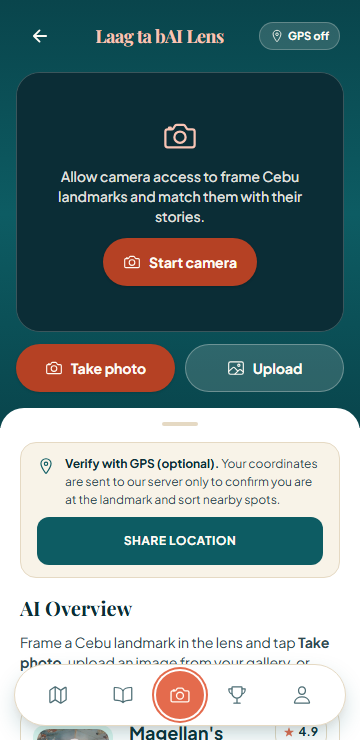 Laag ta bAI Lens
GPS off
Allow camera access to frame Cebu
landmarks and match them with their
stories.
Start camera
Take photo
Upload
Verify with GPS (optional). Your coordinates
are sent to our server only to confirm you are
at the landmark and sort nearby spots.
SHARE LOCATION
AI Overview
Frame a Cebu landmark in the lens and tap Take
photo, upload an image from your gallery, or
Magellan's
4.9